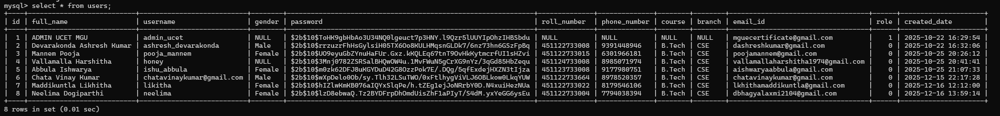 mysql> select * from users;
| id | full_name | username | gender | password | roll_number | phone_number | course | branch | email_id | role | created_date |
| 1 | ADMIN UCET MGU | admin_ucet | NULL | $2b$10$ToHK9gbHbAo3U34NQ0lgeuct7p3HNY.l9Qzr5lUUYIpOhzIHBSbdu | NULL | NULL | NULL | NULL | mguecertificate@gmail.com | 1 | 2025-10-22 16:29:54 |
| 2 | Devarakonda Ashresh Kumar | ashresh_devarakonda | Male | $2b$10$rrzuzrFhHsGylsiH05TX6Oo8KULHMqsnGLDk7/6nz73hn6GSzFpBq | 451122733008 | 9391448946 | B.Tech | CSE | dashreshkumar@gmail.com | 0 | 2025-10-22 16:32:06 |
| 3 | Mannem Pooja | pooja_mannem | Female | $2b$10$UO9eyuGbZYnuHaFUr.Gxz.kKQLEq67tnT9OvHkKytmcrfUI1sHZvi | 451122733015 | 6301966181 | B.Tech | CSE | poojamannem@gmail.com | 0 | 2025-10-25 20:26:12 |
| 4 | Vallamalla Harshitha | honey | NULL | $2b$10$3Mnj0782ZSRSalBHQwOW4u.1MvFWuN5gCrXG9nYz/3qGd85HbZequ | 451124733008 | 8985071974 | B.Tech | CSE | vallamallaharshitha1974@gmail.com | 0 | 2025-10-25 20:41:41 |
| 5 | Abbula Ishwarya | ishu_abbula | Female | $2b$10$m0zk62DFJ8uKGYDuD42G8OzzPok7E/.DQg/5qfExdejHXZN3tIjza | 451123733008 | 9177980751 | B.Tech | CSE | aishwaryaabbula@gmail.com | 0 | 2025-10-25 21:07:33 |
| 6 | Chata Vinay Kumar | chatavinaykumar@gmail.com | Male | $2b$10$wXpDelo0Ob/sy.Tlh32LSuTWO/0xFtlhygViVLJ6OBLkow0LkqYUW | 451122733664 | 8978520357 | B.Tech | CSE | chatavinaykumar@gmail.com | 0 | 2025-12-15 22:17:28 |
| 7 | Maddikuntla Likhitha | likitha | Female | $2b$10$hIZlwKmKB076aIQYxSlqPe/h.tZEg1ejJoNRrbY0D.N4xuiHezNUa | 451122733022 | 8179546106 | B.Tech | CSE | lkhithamaddikuntla@gmail.com | 0 | 2025-12-16 12:12:00 |
| 8 | Neelima Dogiparthi | neelima | Female | $2b$10$lzD8ebwaQ.Tz2BYDFrpDhOmdUisZhF1aPIyT/S4dM.yxYeGG6ysEu | 451122733004 | 7794038394 | B.Tech | CSE | dbhagyalaxmi2104@gmail.com | 0 | 2025-12-16 13:59:14 |
8 rows in set (0.01 sec)